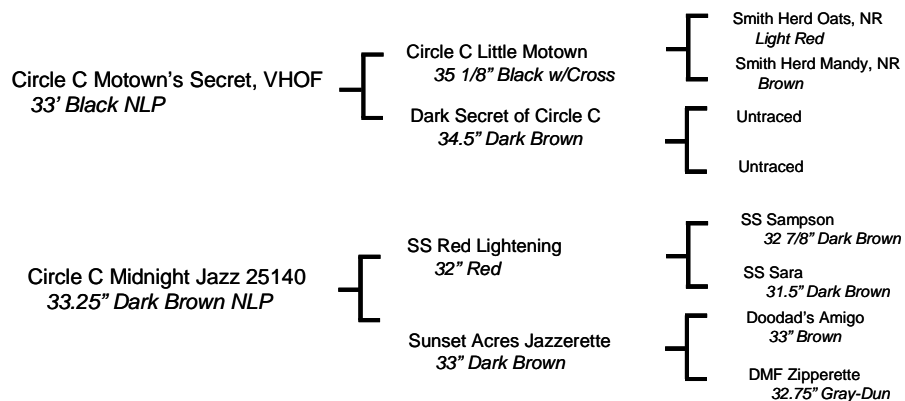 Circle C Motown’s Secret, VHOF
33’ Black NLP
Circle C Little Motown
35 1/8” Black w/Cross
Dark Secret of Circle C
34.5” Dark Brown
Smith Herd Oats, NR
Light Red
Smith Herd Mandy, NR
Brown
Untraced
Untraced
Circle C Midnight Jazz 25140
33.25” Dark Brown NLP
SS Red Lightening
32” Red
Sunset Acres Jazzerette
33” Dark Brown
SS Sampson
32 7/8” Dark Brown
SS Sara
31.5” Dark Brown
Doodad’s Amigo
33” Brown
DMF Zipperette
32.75” Gray-Dun